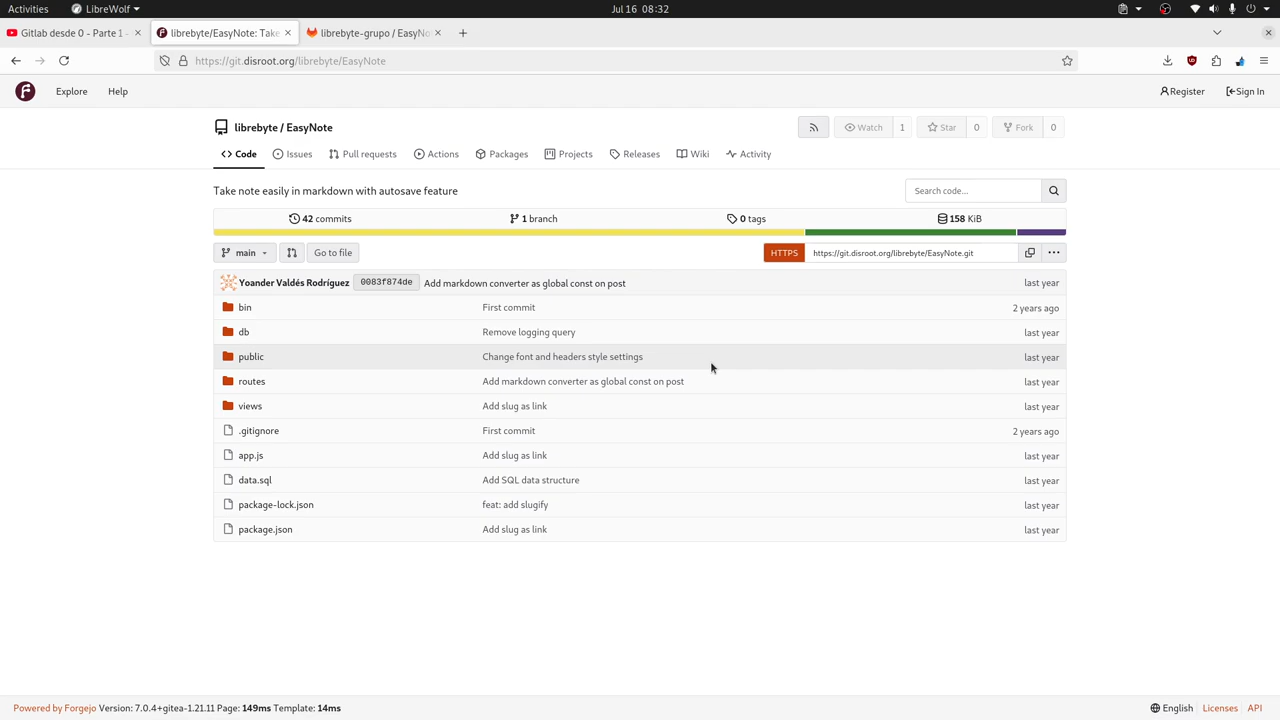 Activities LibreWolf Jul 16 08:32
Gitlab desde 0 - Parte 1 - librebyte/EasyNote: Take librebyte-grupo / EasyNo
https://git.disroot.org/librebyte/EasyNote
Explore Help Register Sign In
librebyte / EasyNote Watch 1 Star 0 Fork 0
Code Issues Pull requests Actions Packages Projects Releases Wiki Activity
Take note easily in markdown with autosave feature Search code...
42 commits 1 branch 0 tags 158 KiB
main Go to file HTTPS https://git.disroot.org/librebyte/EasyNote.git
Yoander Valdés Rodríguez 0083f874de Add markdown converter as global const on post last year
bin First commit 2 years ago
db Remove logging query last year
public Change font and headers style settings last year
routes Add markdown converter as global const on post last year
views Add slug as link last year
.gitignore First commit 2 years ago
app.js Add slug as link last year
data.sql Add SQL data structure last year
package-lock.json feat: add slugify last year
package.json Add slug as link last year
Powered by Forgejo Version: 7.0.4+gitea-1.21.11 Page: 149ms Template: 14ms English Licenses API